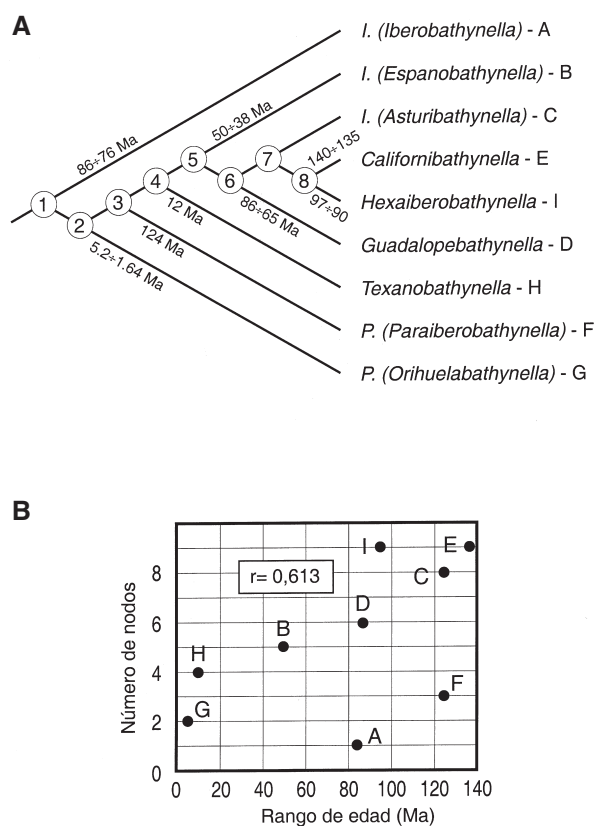 A
I. (Iberobathynella) - A
I. (Espanobathynella) - B
I. (Asturibathynella) - C
Californibathynella - E
Hexaiberobathynella - I
Guadalopebathynella - D
Texanobathynella - H
P. (Paraiberobathynella) - F
P. (Orihuelabathynella) - G
86÷76 Ma
50÷38 Ma
140÷135
97÷90
86÷65 Ma
12 Ma
124 Ma
5.2÷1.64 Ma
1
2
3
4
5
6
7
8
B
r= 0,613
I
E
C
D
B
H
F
G
A
Número de nodos
8
6
4
2
0
0 20 40 60 80 100 120 140
Rango de edad (Ma)